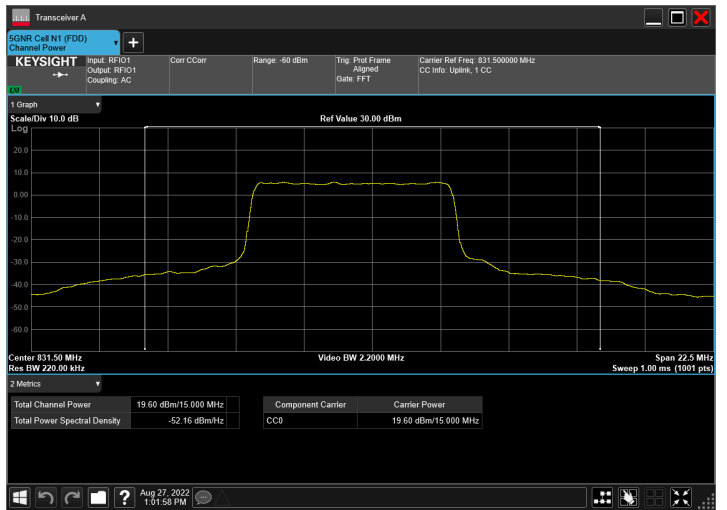 Transceiver A
5GNR Cell N1 (FDD)
Channel Power
+
KEYSIGHT
LXI
Input: RFIO1
Output: RFIO1
Coupling: AC
Corr CCorr
Range: -60 dBm
Trig: Prot Frame
Aligned
Gate: FFT
Carrier Ref Freq: 831.500000 MHz
CC Info: Uplink, 1 CC
1 Graph
Scale/Div 10.0 dB
Ref Value 30.00 dBm
Log
20.0
10.0
0.00
-10.0
-20.0
-30.0
-40.0
-50.0
-60.0
Center 831.50 MHz
Video BW 2.2000 MHz
Span 22.5 MHz
Res BW 220.00 kHz
Sweep 1.00 ms (1001 pts)
2 Metrics
Total Channel Power 19.60 dBm/15.000 MHz
Total Power Spectral Density -52.16 dBm/Hz
Component Carrier Carrier Power
CC0 19.60 dBm/15.000 MHz
?
Aug 27, 2022
1:01:58 PM